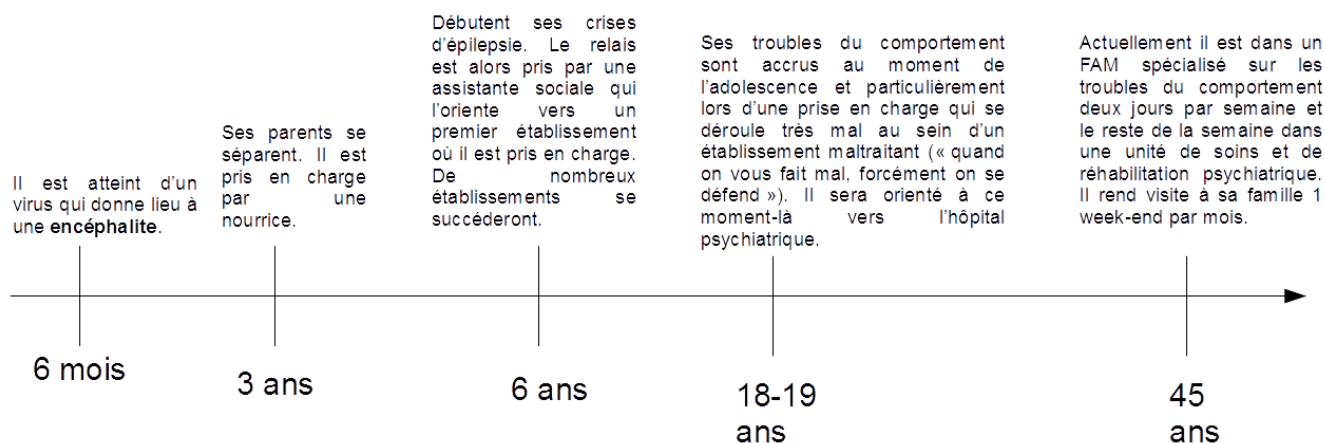 Il est atteint d'un
virus qui donne lieu à
une encéphalite.
Ses parents se
séparent. Il est
pris en charge
par une
nourrice.
Débutent ses crises
d'épilepsie. Le relais
est alors pris par une
assistante sociale qui
l'oriente vers un
premier établissement
où il est pris en charge.
De nombreux
établissements se
succéderont.
Ses troubles du comportement
sont accrus au moment de
l'adolescence et particulièrement
lors d'une prise en charge qui se
déroule très mal au sein d'un
établissement maltraitant (« quand
on vous fait mal, forcément on se
défend »). Il sera orienté à ce
moment-là vers l'hôpital
psychiatrique.
Actuellement il est dans un
FAM spécialisé sur les
troubles du comportement
deux jours par semaine et
le reste de la semaine dans
une unité de soins et de
réhabilitation psychiatrique.
Il rend visite à sa famille 1
week-end par mois.
6 mois
3 ans
6 ans
18-19
ans
45
ans